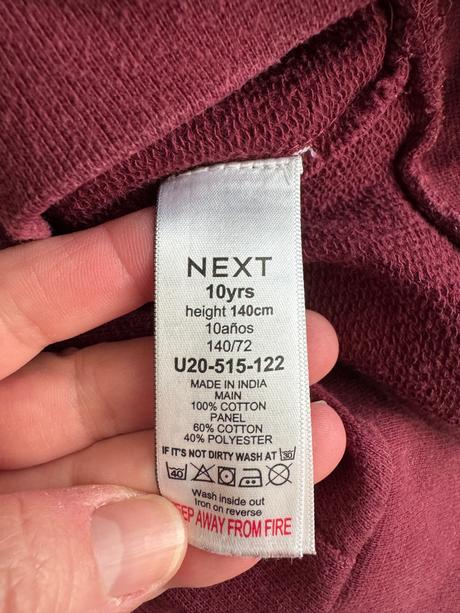 NEXT
10yrs
height 140cm
10años
140/72
U20-515-122
MADE IN INDIA
MAIN
100% COTTON
PANEL
60% COTTON
40% POLYESTER
IF IT'S NOT DIRTY WASH AT 30
40
Wash inside out
Iron on reverse
AWAY FROM FIRE